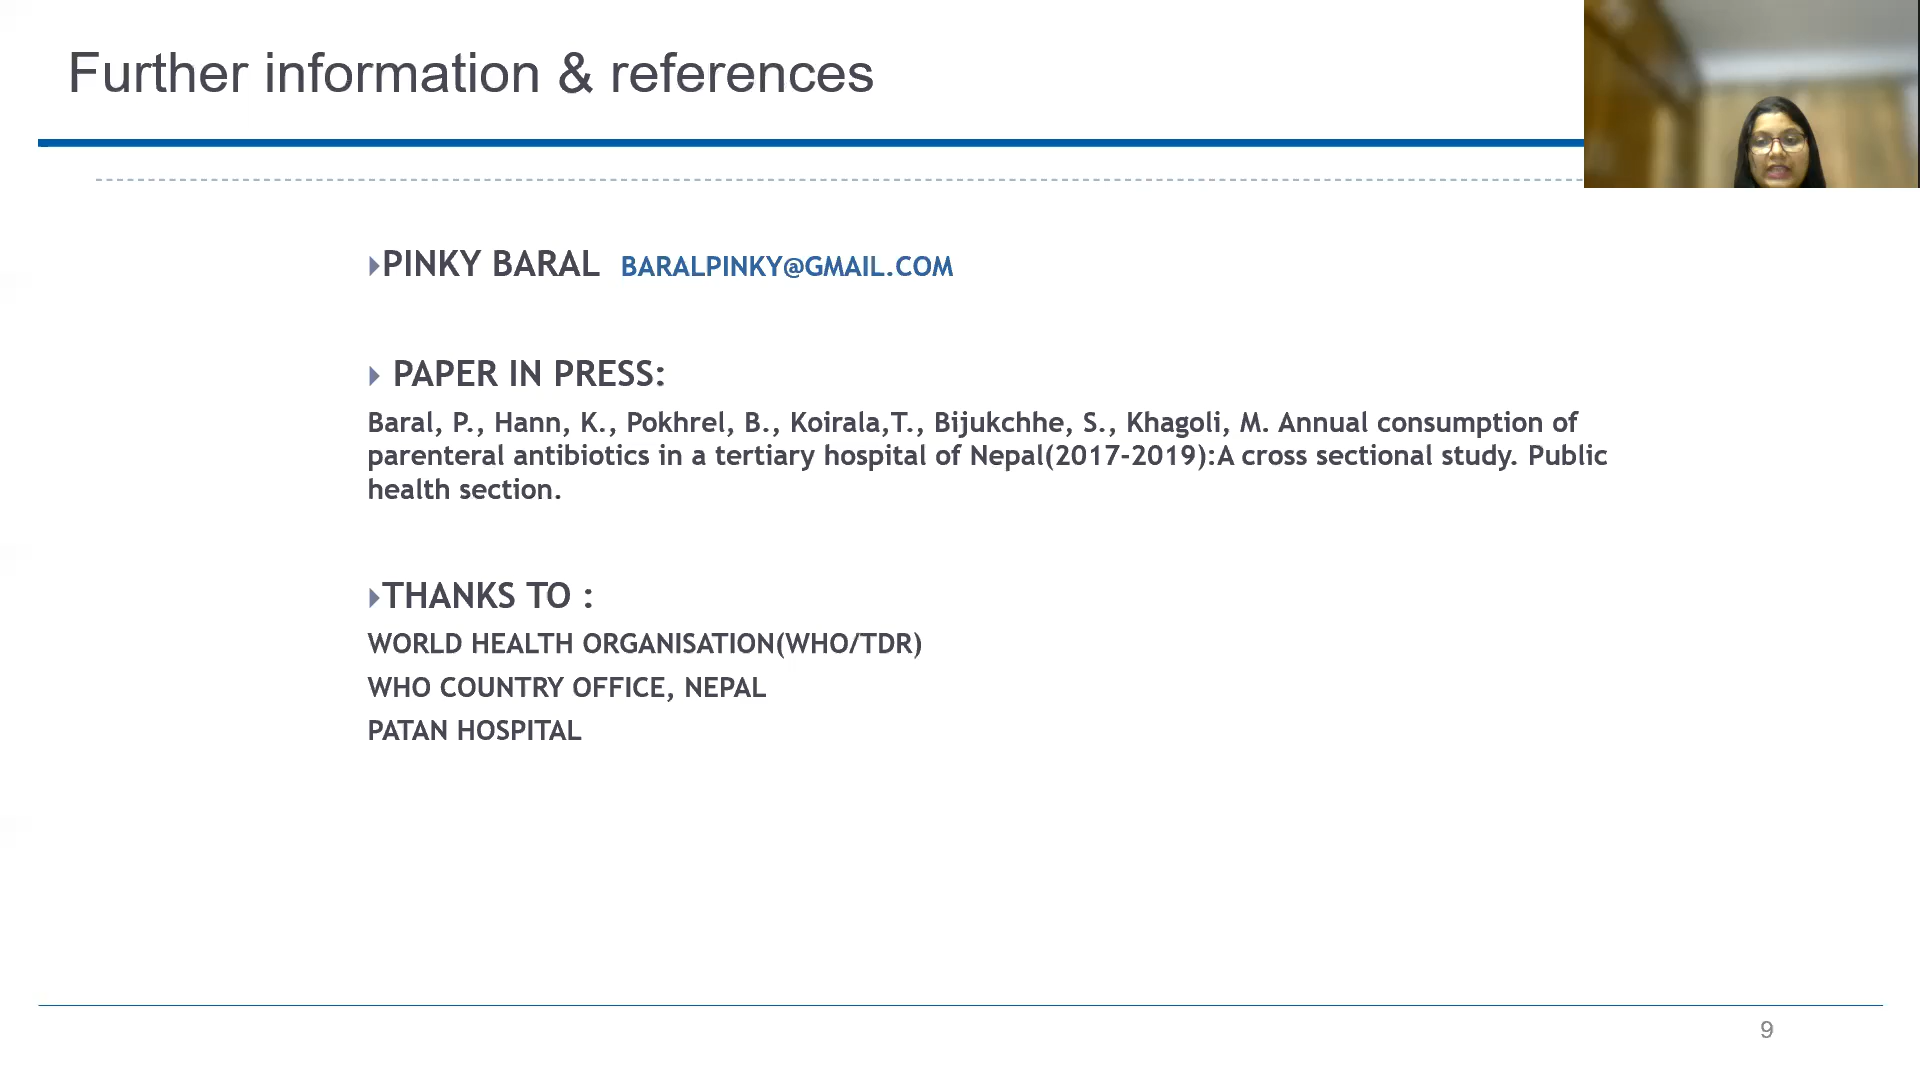 Further information & references
PINKY BARAL BARALPINKY@GMAIL.COM
PAPER IN PRESS:
Baral, P., Hann, K., Pokhrel, B., Koirala,T., Bijukchhe, S., Khagoli, M. Annual consumption of
parenteral antibiotics in a tertiary hospital of Nepal(2017-2019):A cross sectional study. Public
health section.
THANKS TO :
WORLD HEALTH ORGANISATION(WHO/TDR)
WHO COUNTRY OFFICE, NEPAL
PATAN HOSPITAL
9